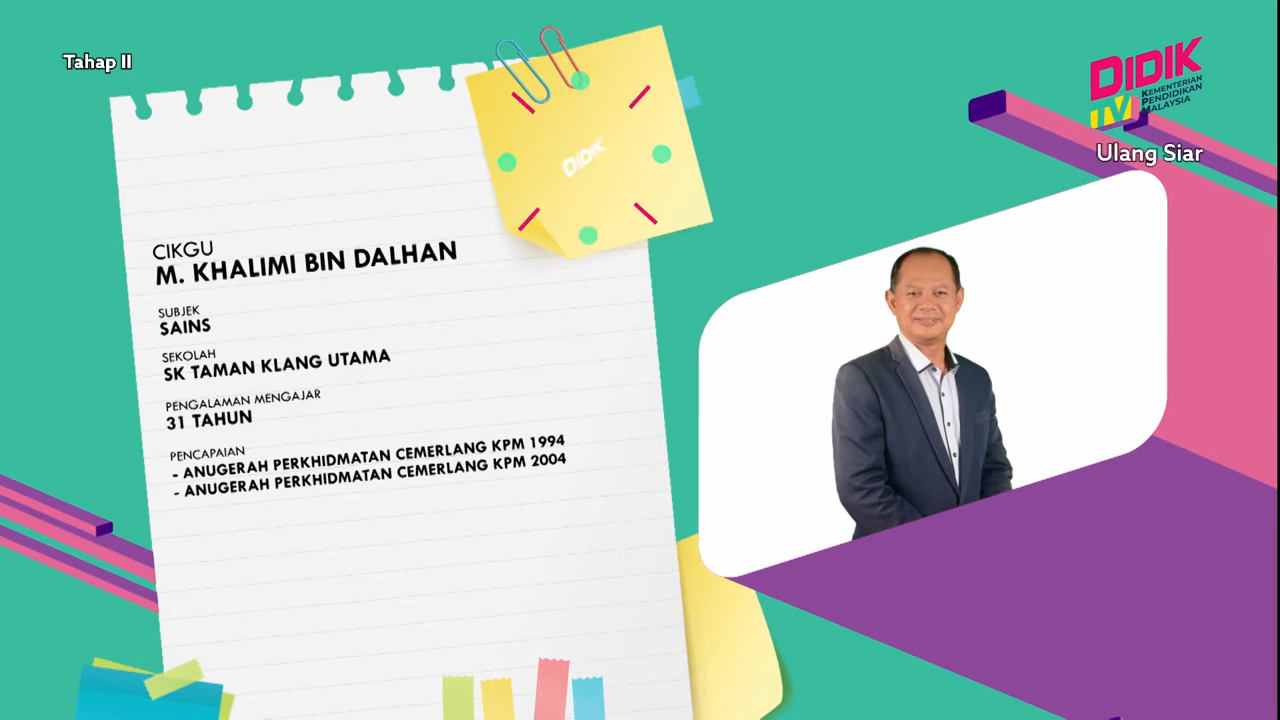 Tahap II
DIDIK
TV
KEMENTERIAN
PENDIDIKAN
MALAYSIA
Ulang Siar
DIDIK
CIKGU
M. KHALIMI BIN DALHAN
SUBJEK
SAINS
SEKOLAH
SK TAMAN KLANG UTAMA
PENGALAMAN MENGAJAR
31 TAHUN
PENCAPAIAN
- ANUGERAH PERKHIDMATAN CEMERLANG KPM 1994
- ANUGERAH PERKHIDMATAN CEMERLANG KPM 2004